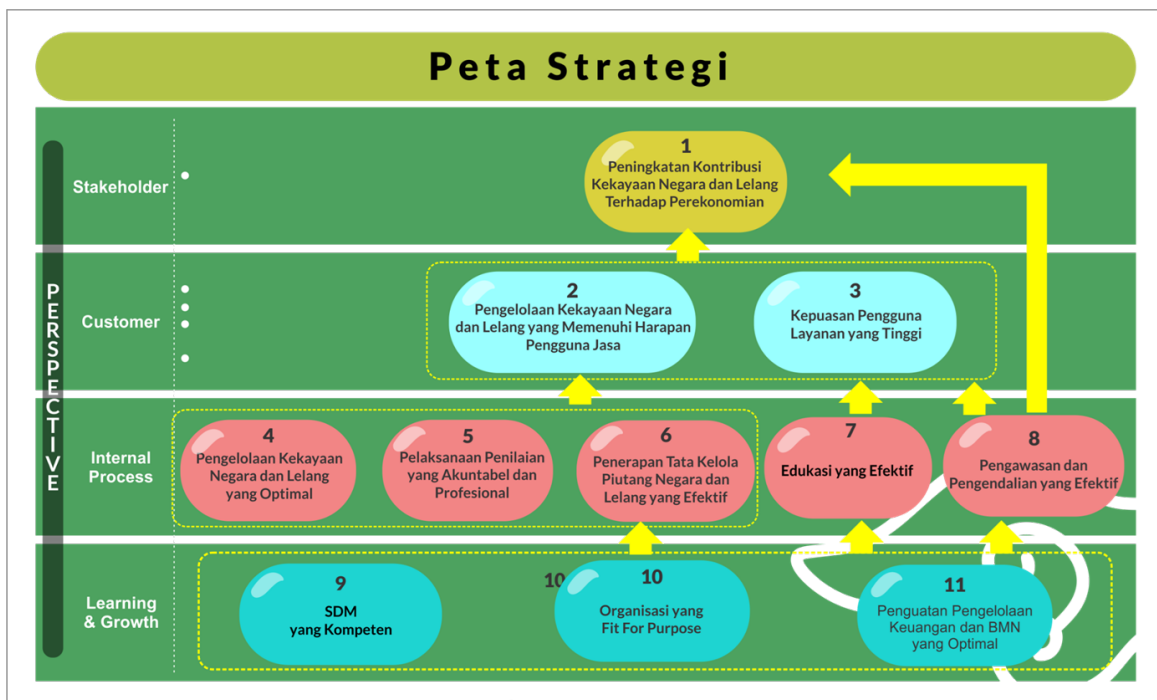 Peta Strategi
PERSPECTIVE
Stakeholder
1
Peningkatan Kontribusi
Kekayaan Negara dan Lelang
Terhadap Perekonomian
Customer
2
Pengelolaan Kekayaan Negara
dan Lelang yang Memenuhi Harapan
Pengguna Jasa
3
Kepuasan Pengguna
Layanan yang Tinggi
Internal
Process
4
Pengelolaan Kekayaan
Negara dan Lelang
yang Optimal
5
Pelaksanaan Penilaian
yang Akuntabel dan
Profesional
6
Penerapan Tata Kelola
Piutang Negara dan
Lelang yang Efektif
7
Edukasi yang Efektif
8
Pengawasan dan
Pengendalian yang Efektif
Learning
& Growth
9
SDM
yang Kompeten
10
10
Organisasi yang
Fit For Purpose
11
Penguatan Pengelolaan
Keuangan dan BMN
yang Optimal